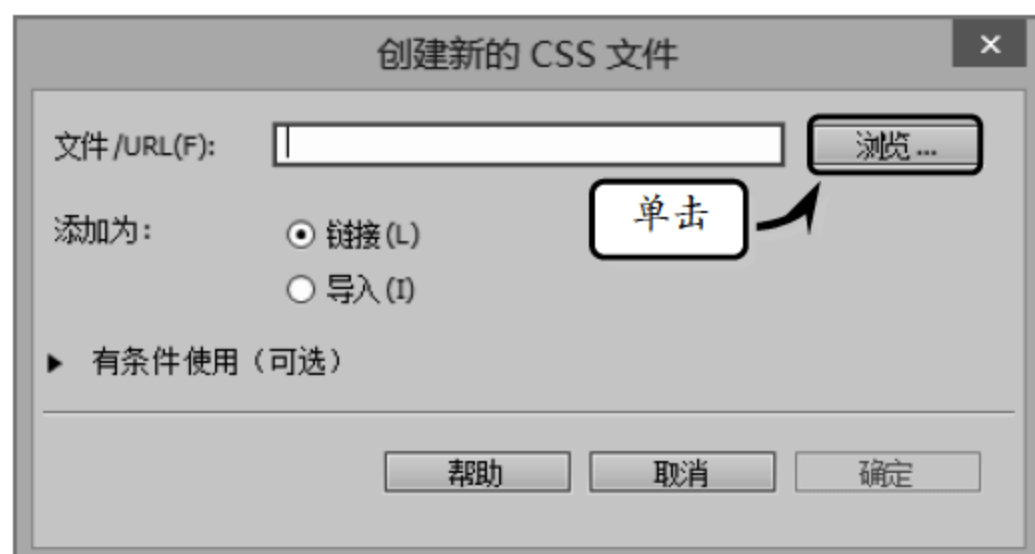 创建新的 CSS 文件
文件/URL(F):
浏览...
单击
添加为:
链接(L)
导入(I)
有条件使用（可选）
帮助
取消
确定